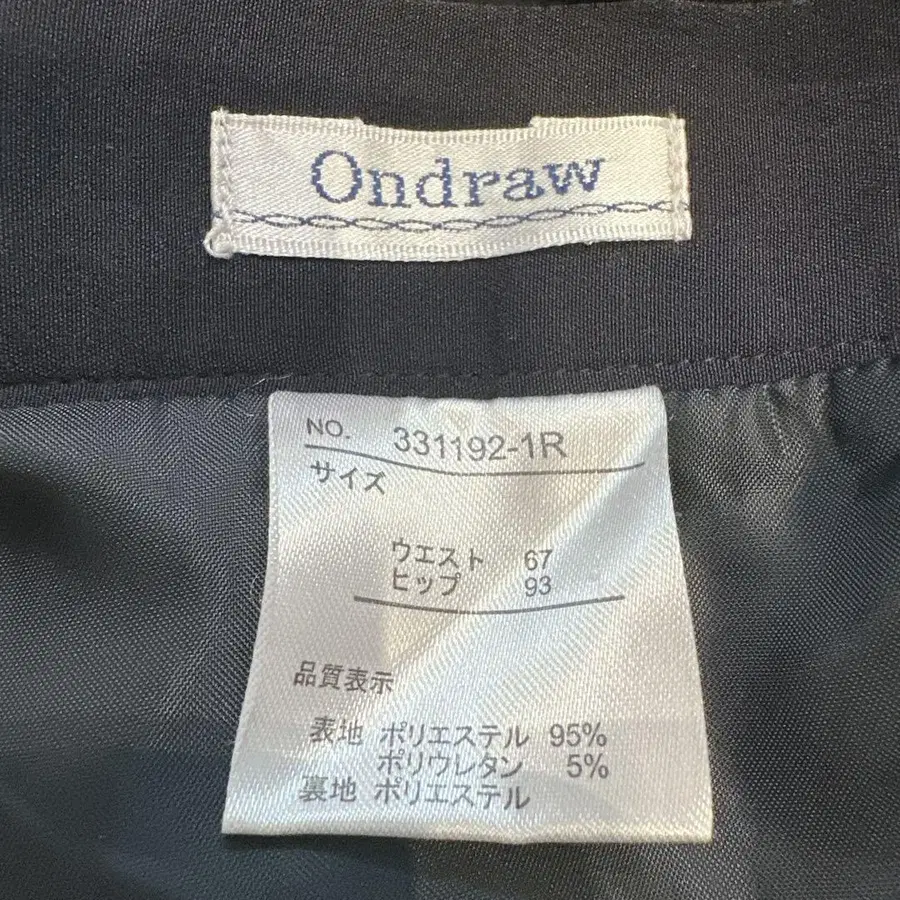 Ondraw
NO. 331192-1R
サイズ
ウエスト 67
ヒップ 93
品質表示
表地 ポリエステル 95%
ポリウレタン 5%
裏地 ポリエステル